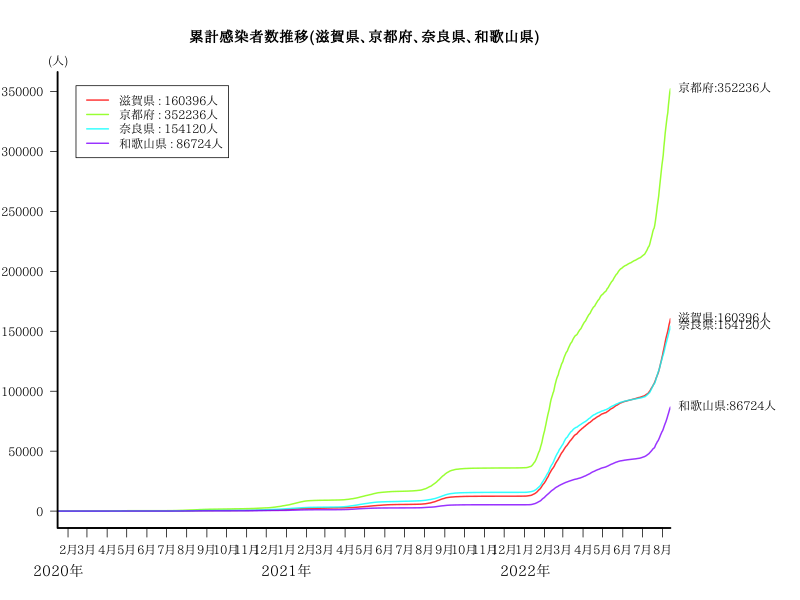 累計感染者数推移(滋賀県、京都府、奈良県、和歌山県)
(人)
滋賀県 : 160396人
京都府 : 352236人
奈良県 : 154120人
和歌山県 : 86724人
350000
300000
250000
200000
150000
100000
50000
0
京都府:352236人
滋賀県:160396人
奈良県:154120人
和歌山県:86724人
2月3月 4月5月 6月 7月 8月 9月10月11月12月1月 2月3月 4月5月 6月 7月 8月 9月10月11月12月1月 2月3月 4月5月 6月 7月 8月
2020年 2021年 2022年